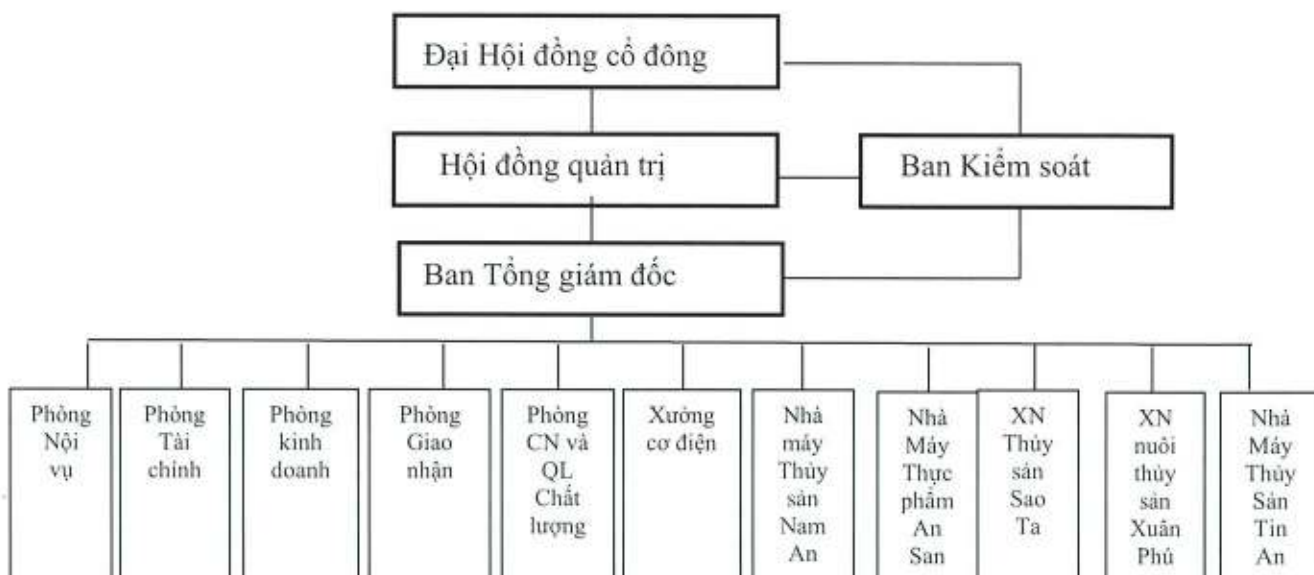 Đại Hội đồng cổ đông
Hội đồng quản trị
Ban Kiểm soát
Ban Tổng giám đốc
Phòng
Nội
vụ
Phòng
Tài
chính
Phòng
kinh
doanh
Phòng
Giao
nhận
Phòng
CN và
QL
Chất
lượng
Xưởng
cơ điện
Nhà
máy
Thủy
sản
Nam
An
Nhà
Máy
Thực
phẩm
An
San
XN
Thủy
sản
Sao
Ta
XN
nuôi
thủy
sản
Xuân
Phú
Nhà
Máy
Thủy
Sản
Tin
An